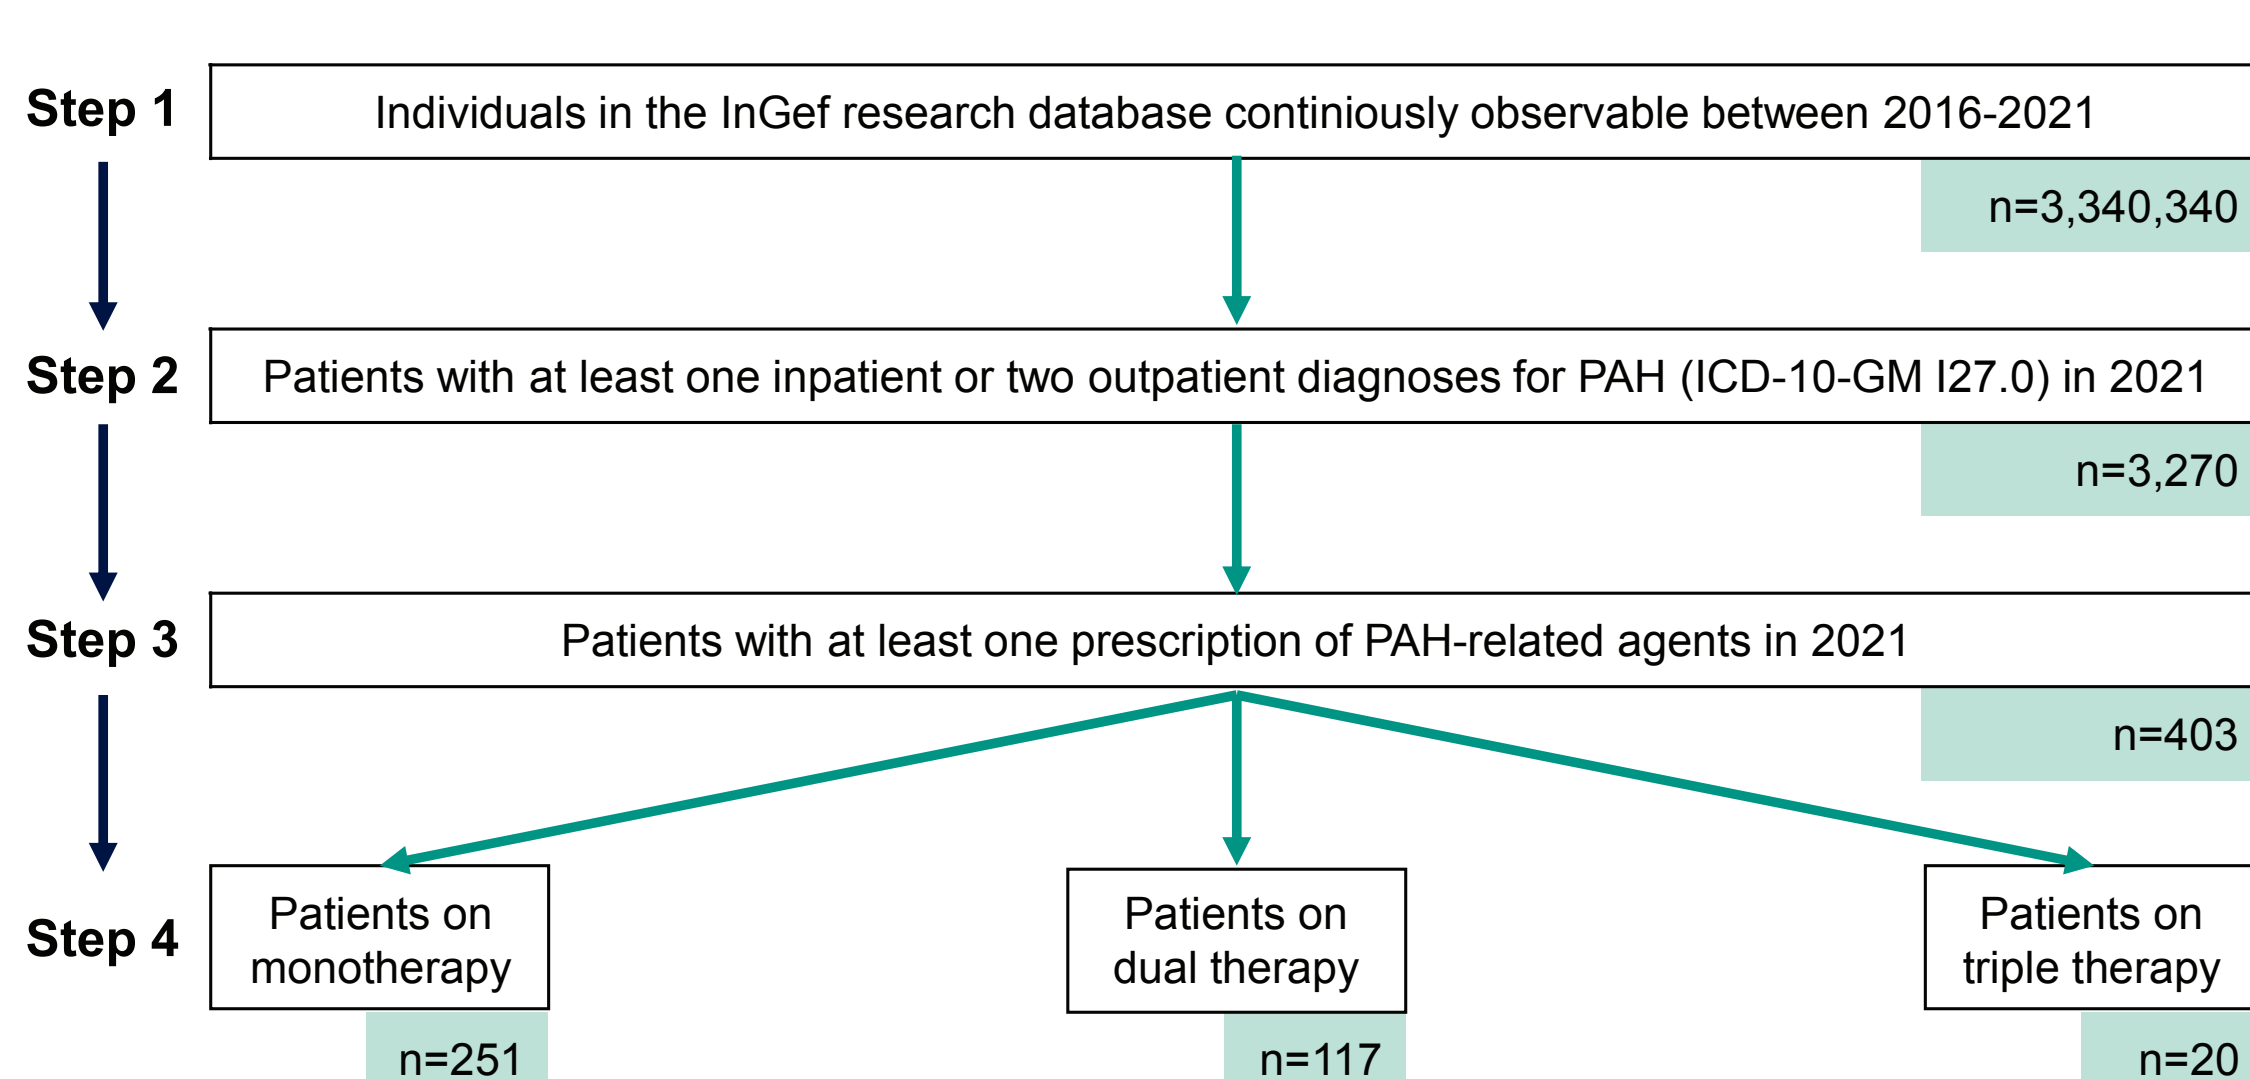 Step 1
Individuals in the InGef research database continiously observable between 2016-2021
n=3,340,340
Step 2
Patients with at least one inpatient or two outpatient diagnoses for PAH (ICD-10-GM I27.0) in 2021
n=3,270
Step 3
Patients with at least one prescription of PAH-related agents in 2021
n=403
Step 4
Patients on
monotherapy
n=251
Patients on
dual therapy
n=117
Patients on
triple therapy
n=20